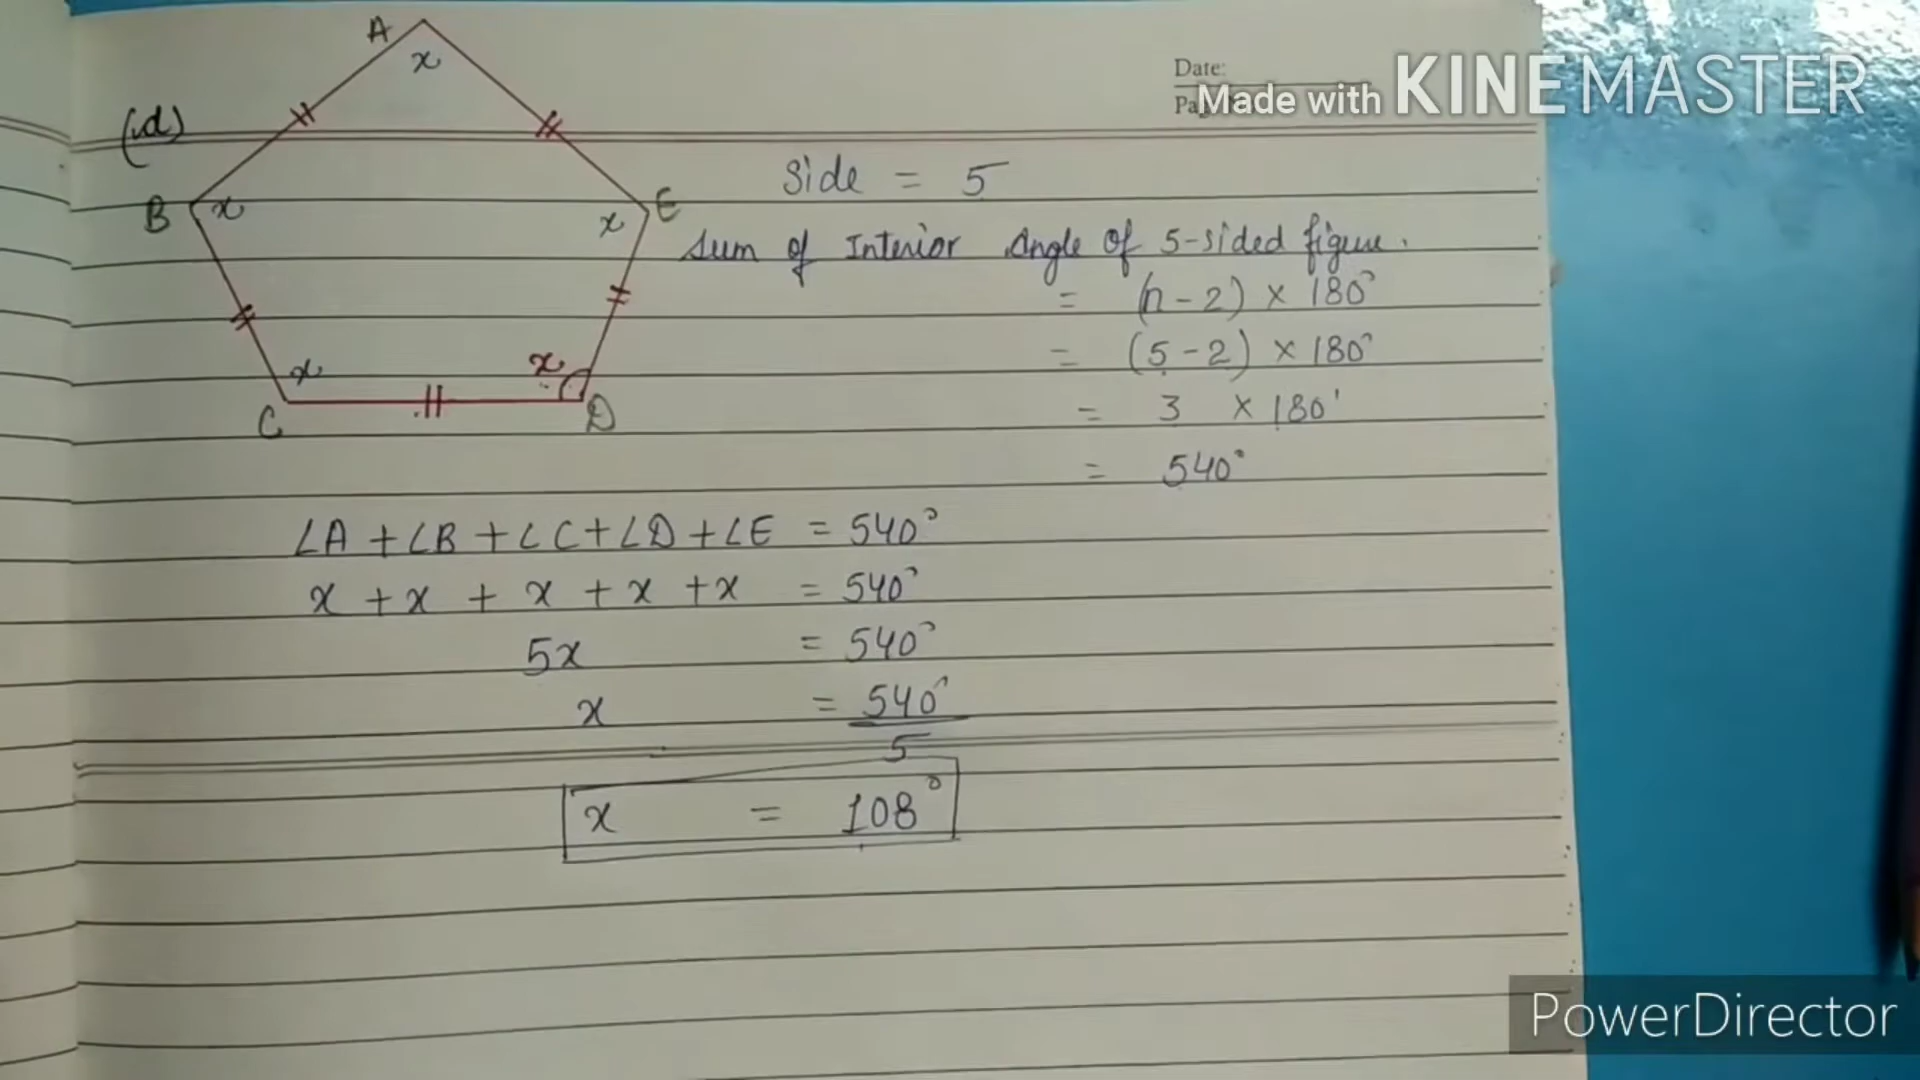 Date:
Made with KINEMASTER
(d)
A
x
B
x
x
E
x
x
C
D
Side = 5
Sum of Interior Angle of 5-sided figure.
= (n-2) × 180°
= (5-2) × 180°
= 3 × 180°
= 540°
∠A + ∠B + ∠C + ∠D + ∠E = 540°
x + x + x + x + x = 540°
5x = 540°
x = 540°
5
x = 108°
PowerDirector